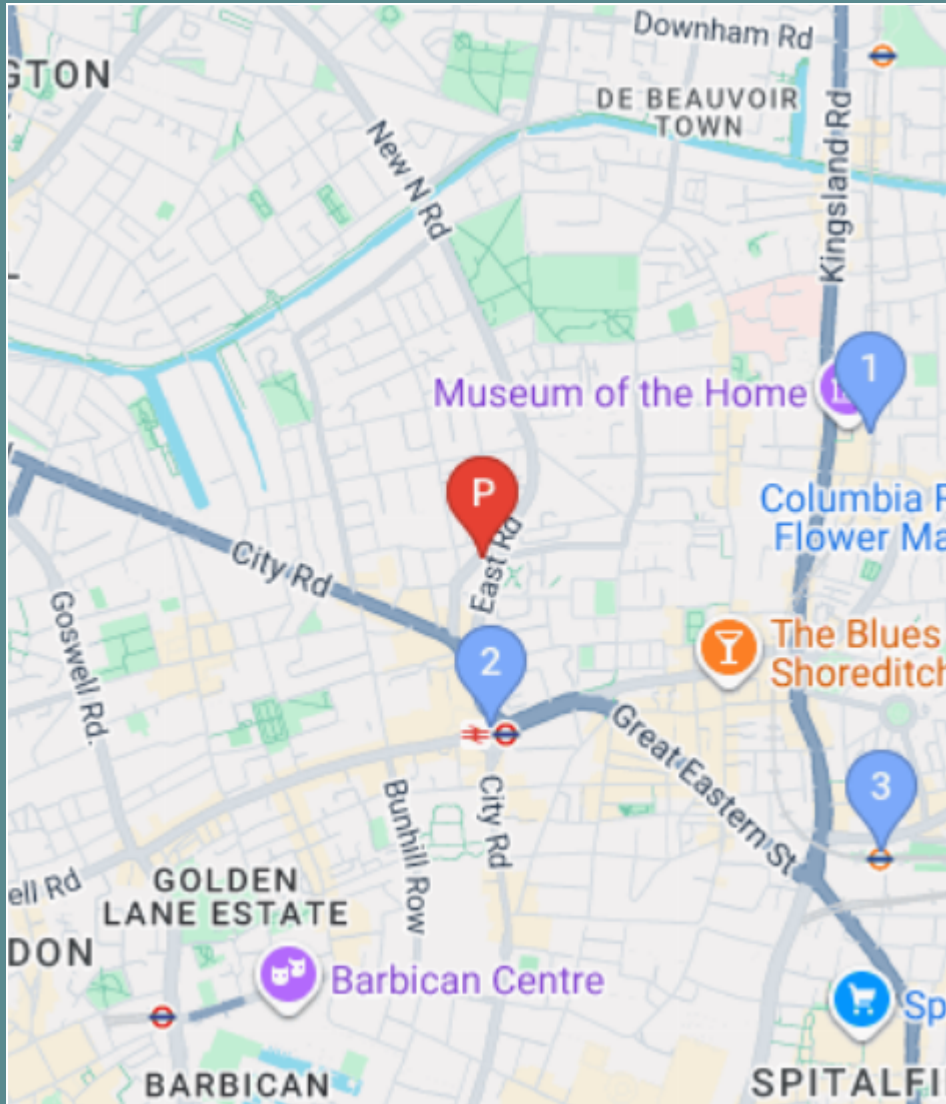 Downham Rd
GTON
DE BEAUVOIR
TOWN
New N Rd
Kingsland Rd
1
Museum of the Home
P
Columbia
Flower Ma
East Rd
City Rd
Goswell Rd.
2
The Blues
Shoreditch
Great Eastern St
3
Bunhill Row
City Rd
ell Rd
GOLDEN
LANE ESTATE
DON
Barbican Centre
Sp
BARBICAN
SPITALFI